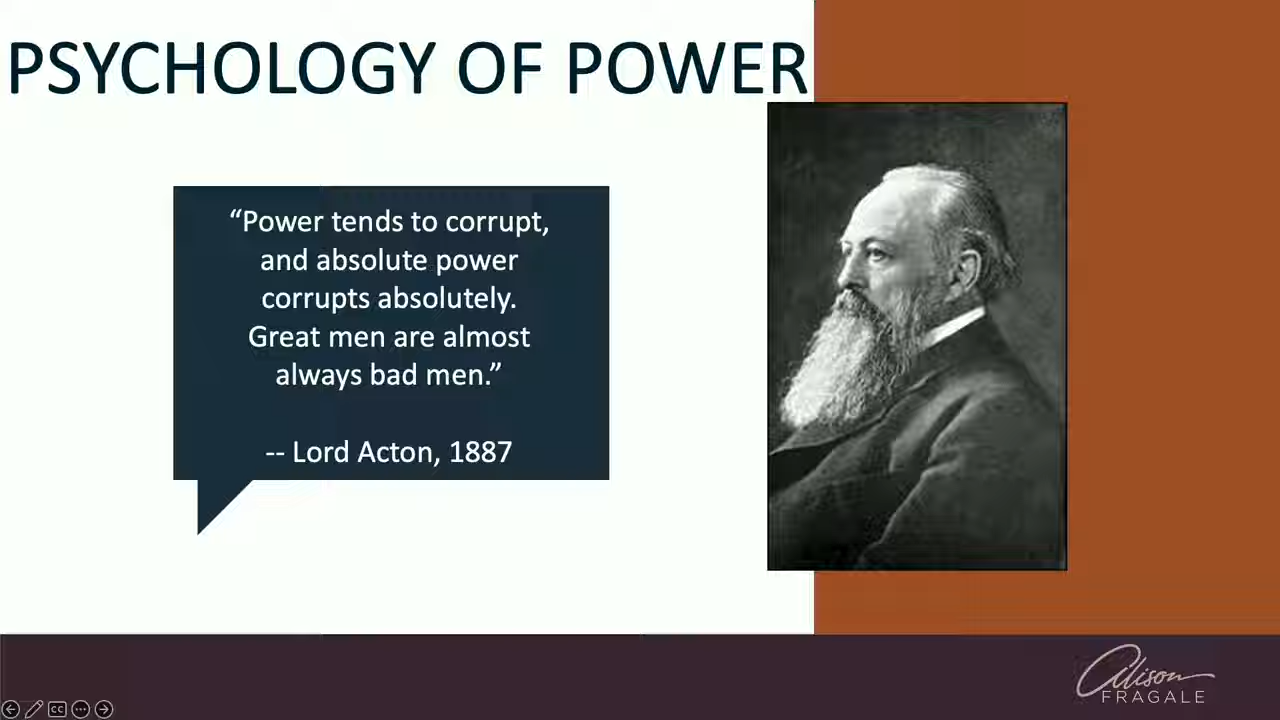 PSYCHOLOGY OF POWER
“Power tends to corrupt,
and absolute power
corrupts absolutely.
Great men are almost
always bad men.”
-- Lord Acton, 1887
Alison
FRAGALE
CC